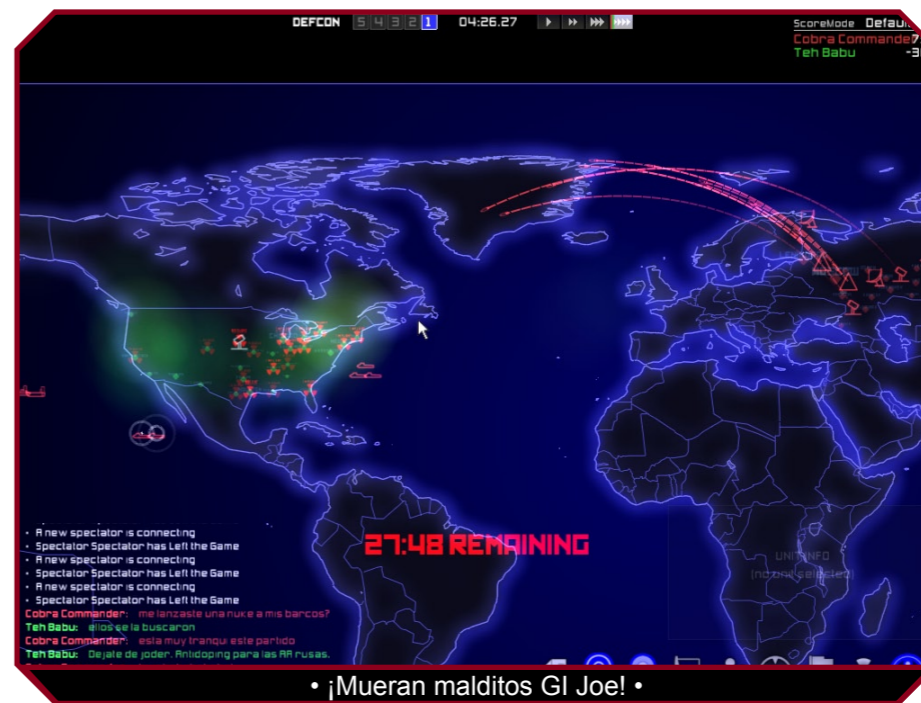 DEFCON 5 4 3 2 1 04:26.27
ScoreMode Default
Cobra Commander 7
Teh Babu -3
27:48 REMAINING
UNIT INFO
(no unit selected)
• A new spectator is connecting
• Spectator Spectator has Left the Game
• A new spectator is connecting
• Spectator Spectator has Left the Game
• A new spectator is connecting
• Spectator Spectator has Left the Game
Cobra Commander: me lanzaste una nuke a mis barcos?
Teh Babu: ellos se la buscaron
Cobra Commander: esta muy tranqui este partido
Teh Babu: Dejate de joder. Antidoping para las AA rusas.
• ¡Mueran malditos GI Joe! •